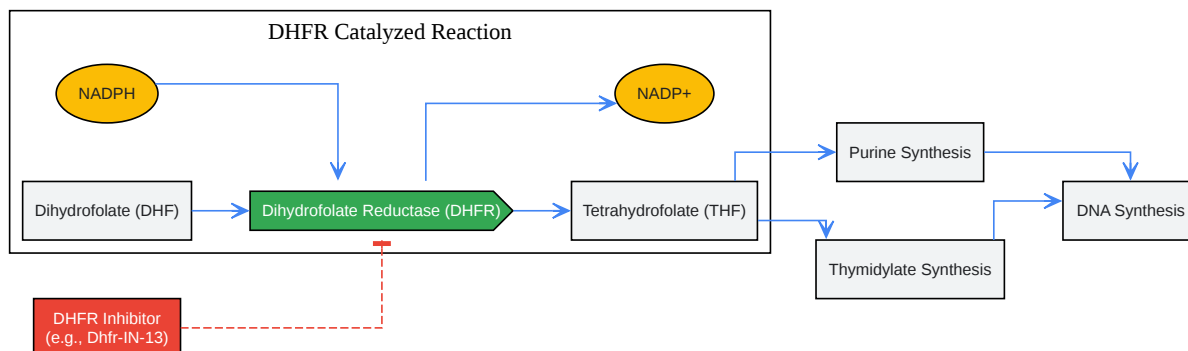 DHFR Catalyzed Reaction
NADPH
NADP+
Purine Synthesis
Dihydrofolate (DHF)
Dihydrofolate Reductase (DHFR)
Tetrahydrofolate (THF)
DNA Synthesis
Thymidylate Synthesis
DHFR Inhibitor
(e.g., Dhfr-IN-13)